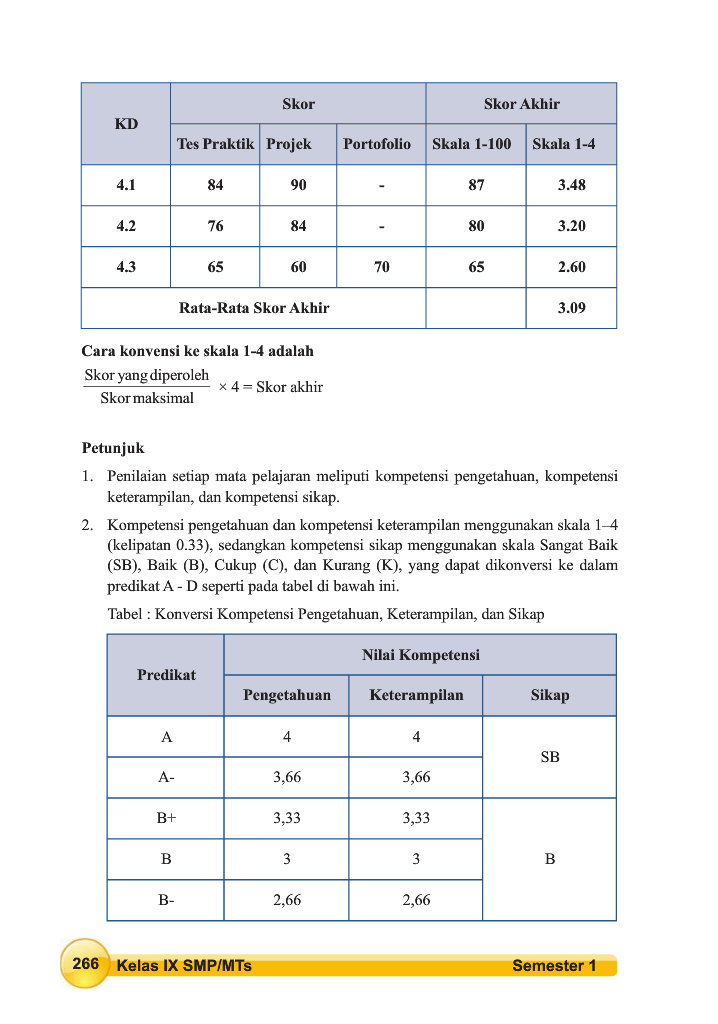 KD Skor Skor Akhir
Tes Praktik Projek Portofolio Skala 1-100 Skala 1-4
4.1 84 90 - 87 3.48
4.2 76 84 - 80 3.20
4.3 65 60 70 65 2.60
Rata-Rata Skor Akhir 3.09
Cara konvensi ke skala 1-4 adalah
Skor yang diperoleh
Skor maksimal
× 4 = Skor akhir
Petunjuk
1. Penilaian setiap mata pelajaran meliputi kompetensi pengetahuan, kompetensi
keterampilan, dan kompetensi sikap.
2. Kompetensi pengetahuan dan kompetensi keterampilan menggunakan skala 1–4
(kelipatan 0.33), sedangkan kompetensi sikap menggunakan skala Sangat Baik
(SB), Baik (B), Cukup (C), dan Kurang (K), yang dapat dikonversi ke dalam
predikat A - D seperti pada tabel di bawah ini.
Tabel : Konversi Kompetensi Pengetahuan, Keterampilan, dan Sikap
Predikat Nilai Kompetensi
Pengetahuan Keterampilan Sikap
A 4 4 SB
A- 3,66 3,66
B+ 3,33 3,33
B 3 3 B
B- 2,66 2,66
266 Kelas IX SMP/MTs Semester 1